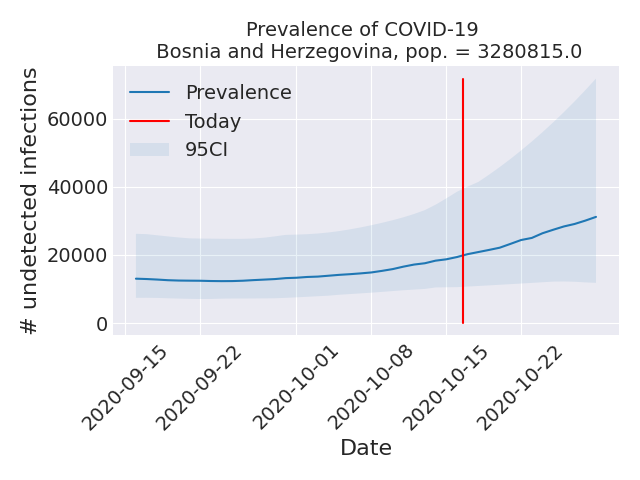 Prevalence of COVID-19
Bosnia and Herzegovina, pop. = 3280815.0
# undetected infections
60000
40000
20000
0
Prevalence
Today
95CI
2020-09-15
2020-09-22
2020-10-01
2020-10-08
2020-10-15
2020-10-22
Date